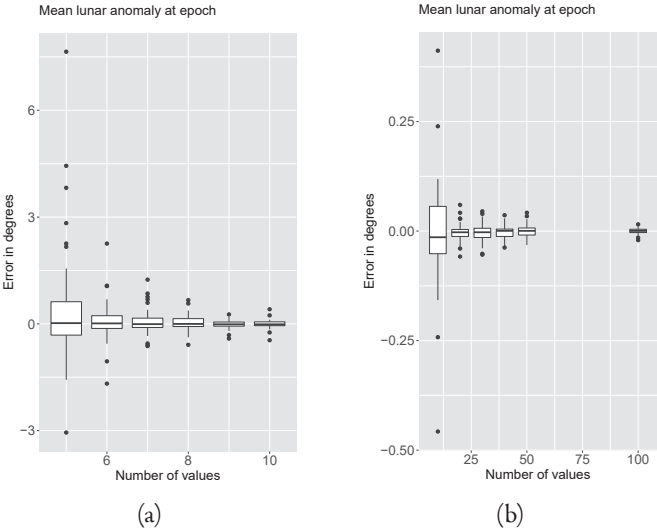 Mean lunar anomaly at epoch
6
3
0
−3
Error in degrees
6 8 10
Number of values
(a)
Mean lunar anomaly at epoch
0.25
0.00
−0.25
−0.50
Error in degrees
25 50 75 100
Number of values
(b)